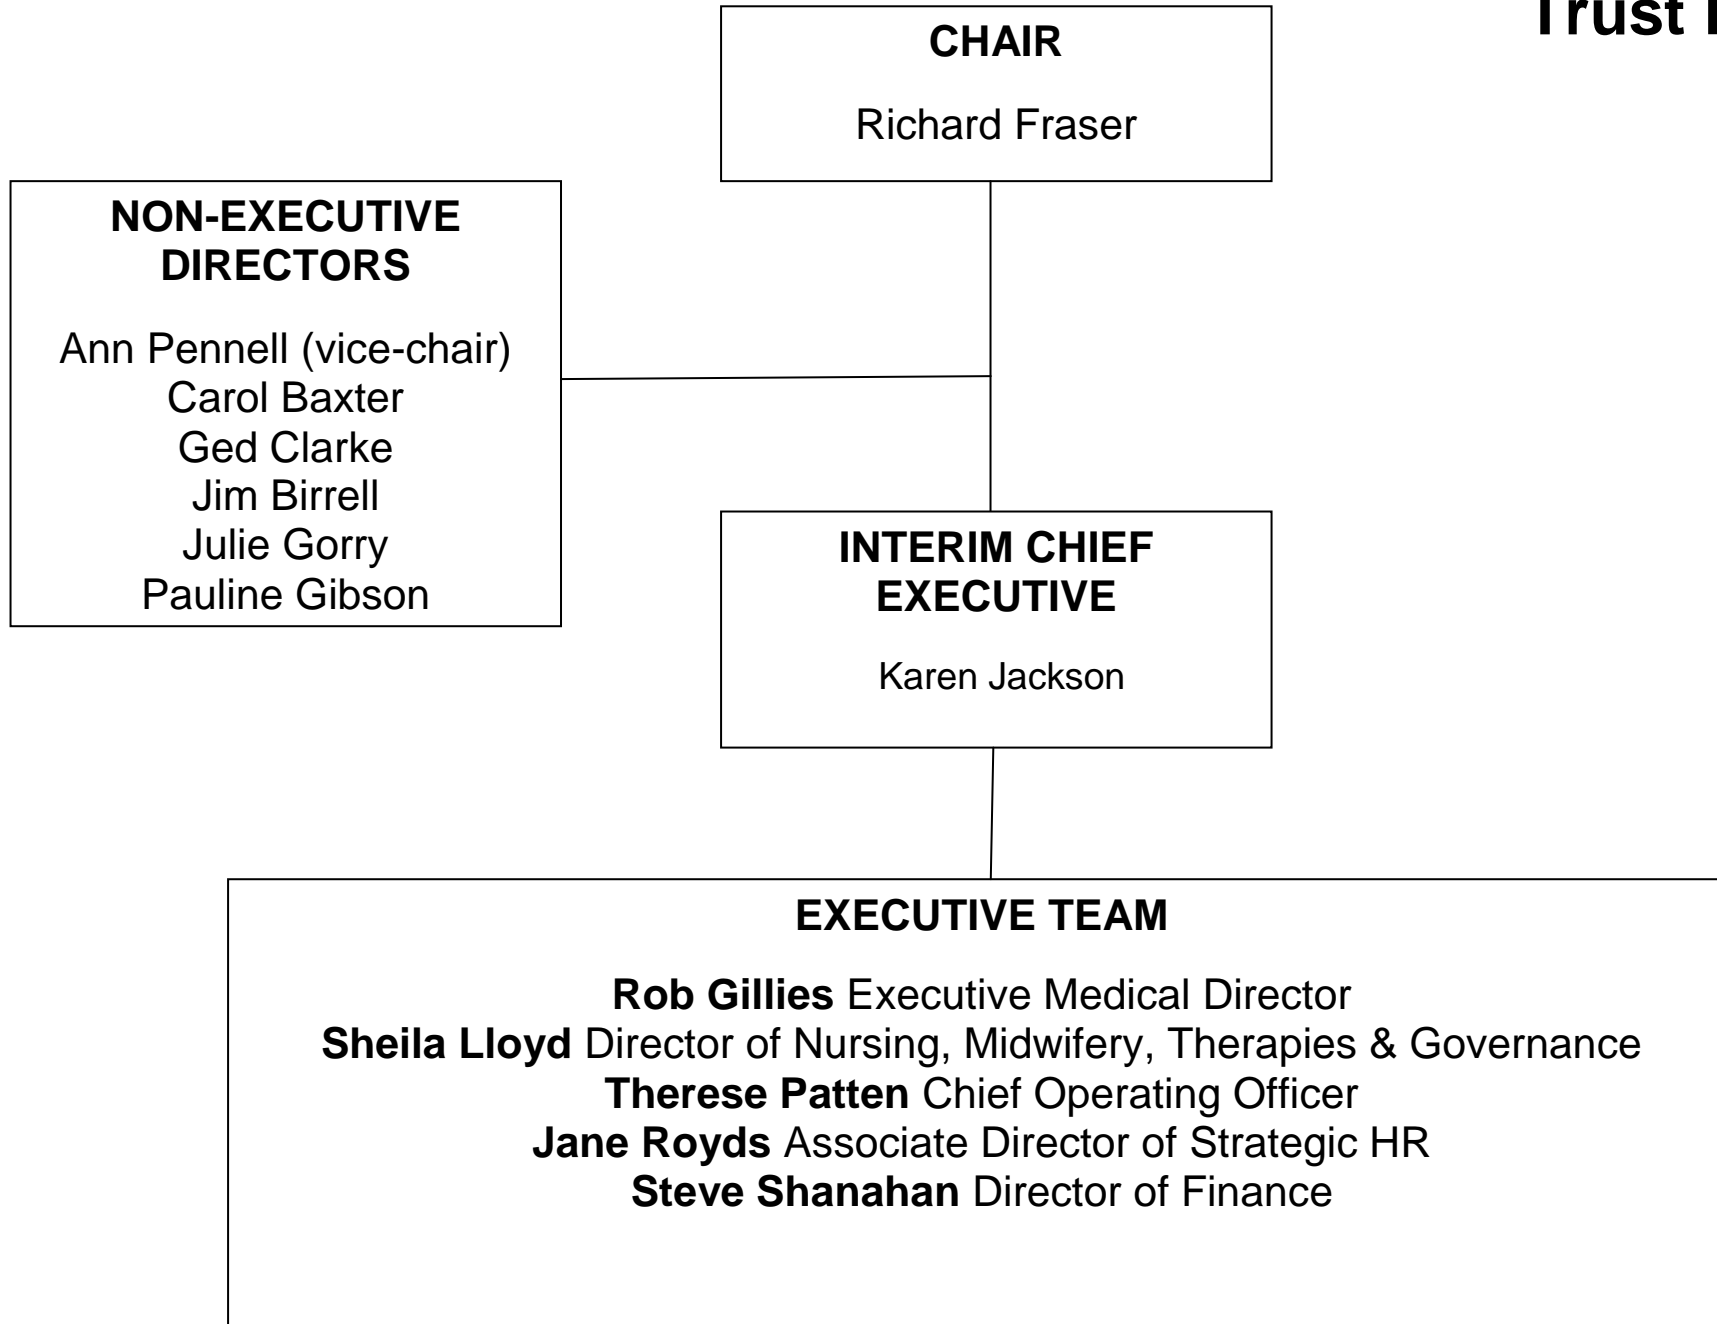 Trust
CHAIR
Richard Fraser
NON-EXECUTIVE
DIRECTORS
Ann Pennell (vice-chair)
Carol Baxter
Ged Clarke
Jim Birrell
Julie Gorry
Pauline Gibson
INTERIM CHIEF
EXECUTIVE
Karen Jackson
EXECUTIVE TEAM
Rob Gillies Executive Medical Director
Sheila Lloyd Director of Nursing, Midwifery, Therapies & Governance
Therese Patten Chief Operating Officer
Jane Royds Associate Director of Strategic HR
Steve Shanahan Director of Finance